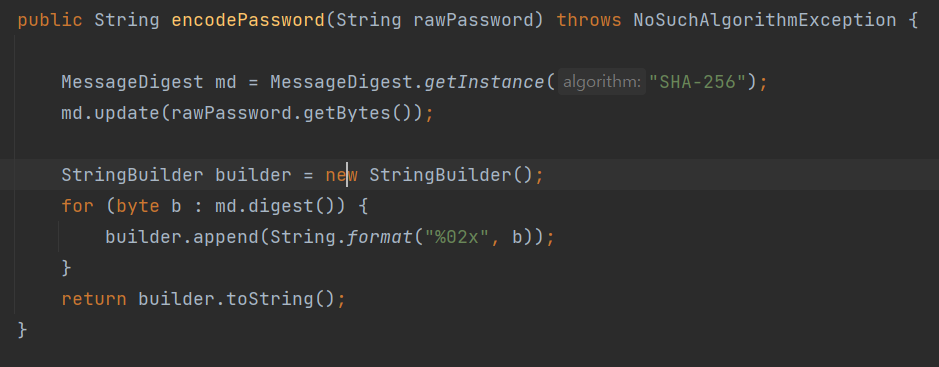 public String encodePassword(String rawPassword) throws NoSuchAlgorithmException {
MessageDigest md = MessageDigest.getInstance( algorithm: "SHA-256");
md.update(rawPassword.getBytes());
StringBuilder builder = new StringBuilder();
for (byte b : md.digest()) {
builder.append(String.format("%02x", b));
}
return builder.toString();
}